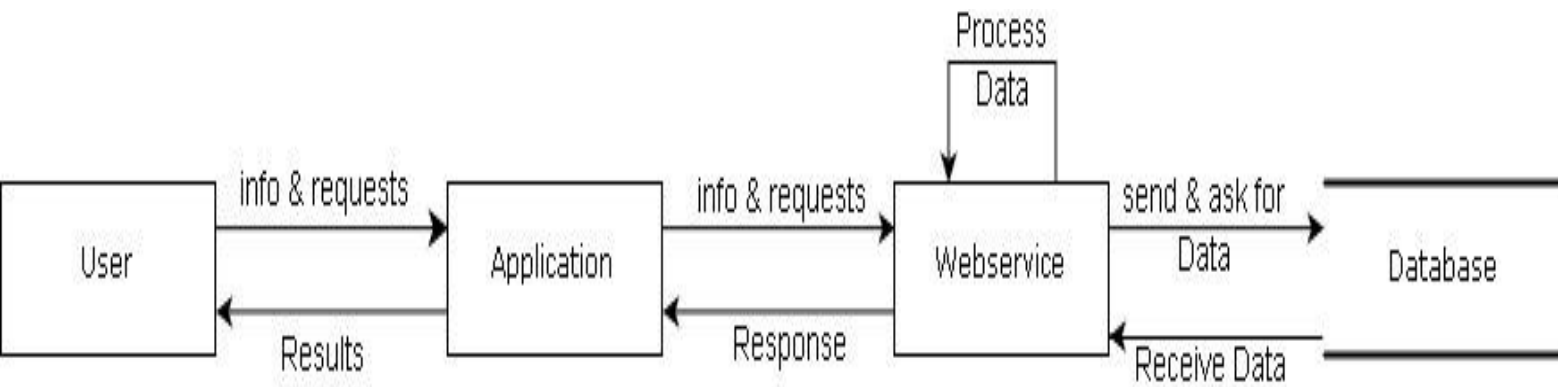 Process
Data
info & requests
info & requests
send & ask for
Data
User
Application
Webservice
Database
Results
Response
Receive Data